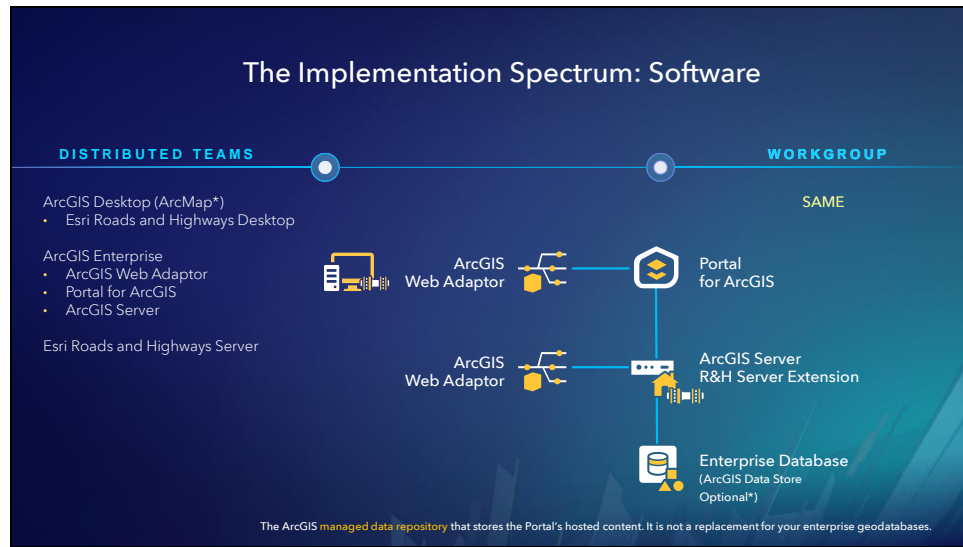 The Implementation Spectrum: Software
DISTRIBUTED TEAMS
WORKGROUP
ArcGIS Desktop (ArcMap*)
• Esri Roads and Highways Desktop
ArcGIS Enterprise
• ArcGIS Web Adaptor
• Portal for ArcGIS
• ArcGIS Server
Esri Roads and Highways Server
SAME
ArcGIS
Web Adaptor
Portal
for ArcGIS
ArcGIS
Web Adaptor
ArcGIS Server
R&H Server Extension
Enterprise Database
(ArcGIS Data Store
Optional*)
The ArcGIS managed data repository that stores the Portal's hosted content. It is not a replacement for your enterprise geodatabases.